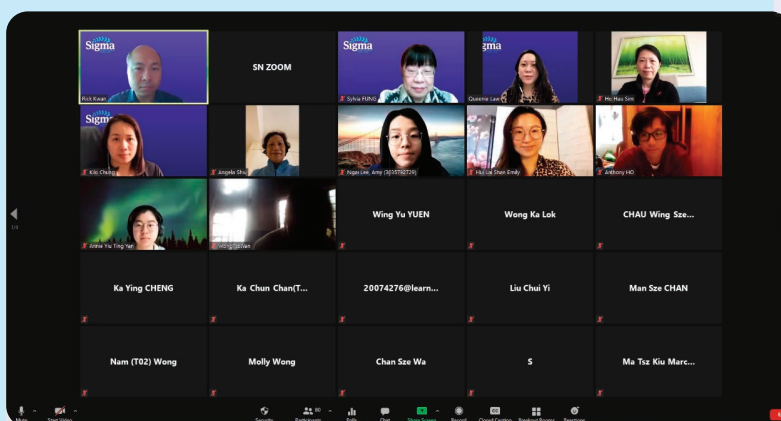 Sigma
Rick Kwan
SN ZOOM
Sigma
Sylvia FUNG
gma
Queenie Law
Ho Hau Sim
Sigm
Kiki Chung
Angela Shiu
Ngai Lee, Amy (3035792729)
Hui Lai Shan Emily
Anthony HO
Annie Yiu Ting Yan
Wing Yu YUEN
Wong Ka Lok
CHAU Wing Sze...
Ka Ying CHENG
Ka Chun Chan(T...
20074276@learn...
Liu Chui Yi
Man Sze CHAN
Nam (T02) Wong
Molly Wong
Chan Sze Wa
S
Ma Tsz Kiu Marc...
Mute
Start Video
Security
Participants
80
Polls
Chat
Share Screen
Record
Closed Caption
Breakout Rooms
Reactions